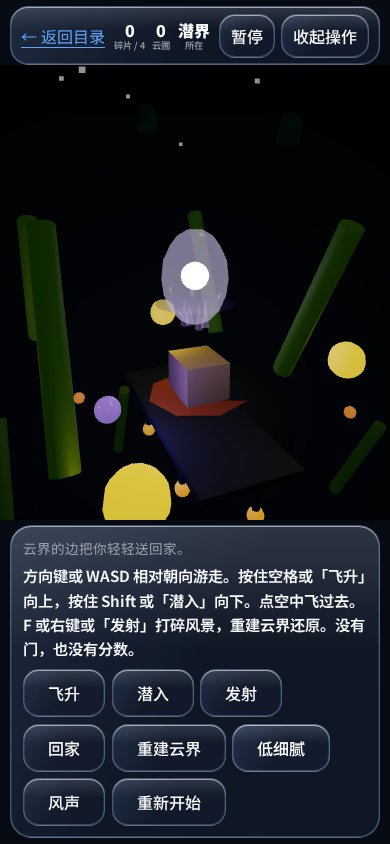 ← 返回目录
0
碎片 / 4
0
云圃
潜界
所在
暂停
收起操作
云界的边把你轻轻送回家。
方向键或 WASD 相对朝向游走。按住空格或「飞升」
向上，按住 Shift 或「潜入」向下。点空中飞过去。
F 或右键或「发射」打碎风景，重建云界还原。没有
门，也没有分数。
飞升
潜入
发射
回家
重建云界
低细腻
风声
重新开始